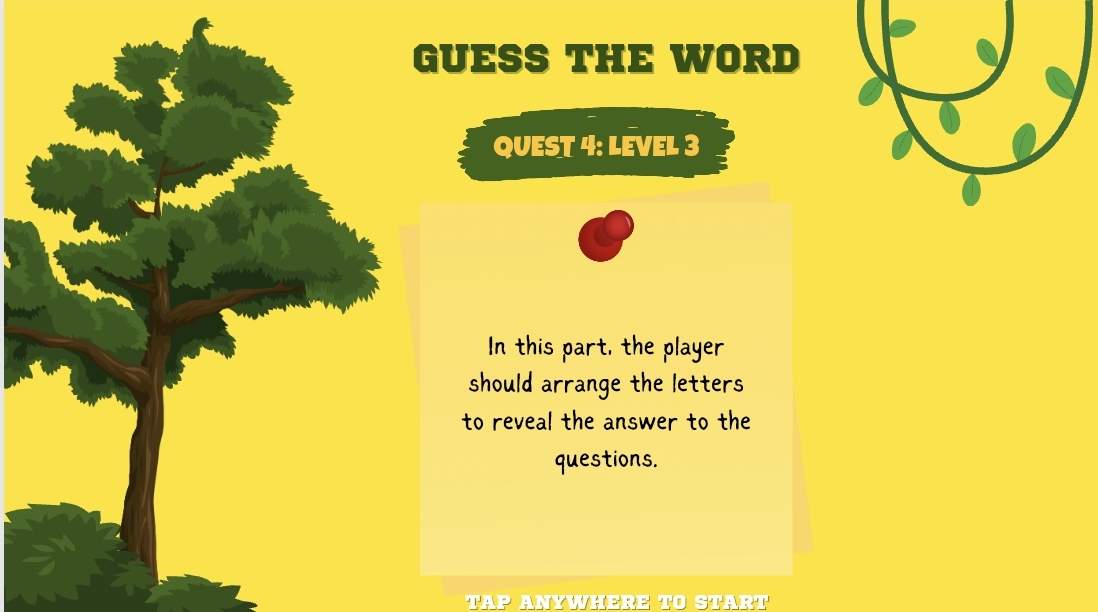 GUESS THE WORD
QUEST 4: LEVEL 3
In this part, the player
should arrange the letters
to reveal the answer to the
questions.
TAP ANYWHERE TO START